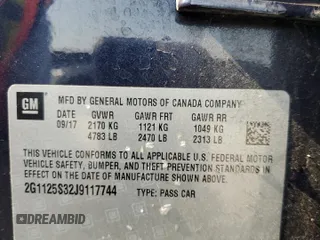 GM
MFD BY GENERAL MOTORS OF CANADA COMPANY
DATE GVWR GAWR FRT GAWR RR
09/17 2170 KG 1121 KG 1049 KG
4783 LB 2470 LB 2313 LB
THIS VEHICLE CONFORMS TO ALL APPLICABLE U.S. FEDERAL MOTOR
VEHICLE SAFETY, BUMPER, AND THEFT PREVENTION STANDARDS IN
EFFECT ON THE DATE OF MANUFACTURE SHOWN ABOVE.
2G1125S32J9117744 TYPE: PASS CAR
DREAMBID